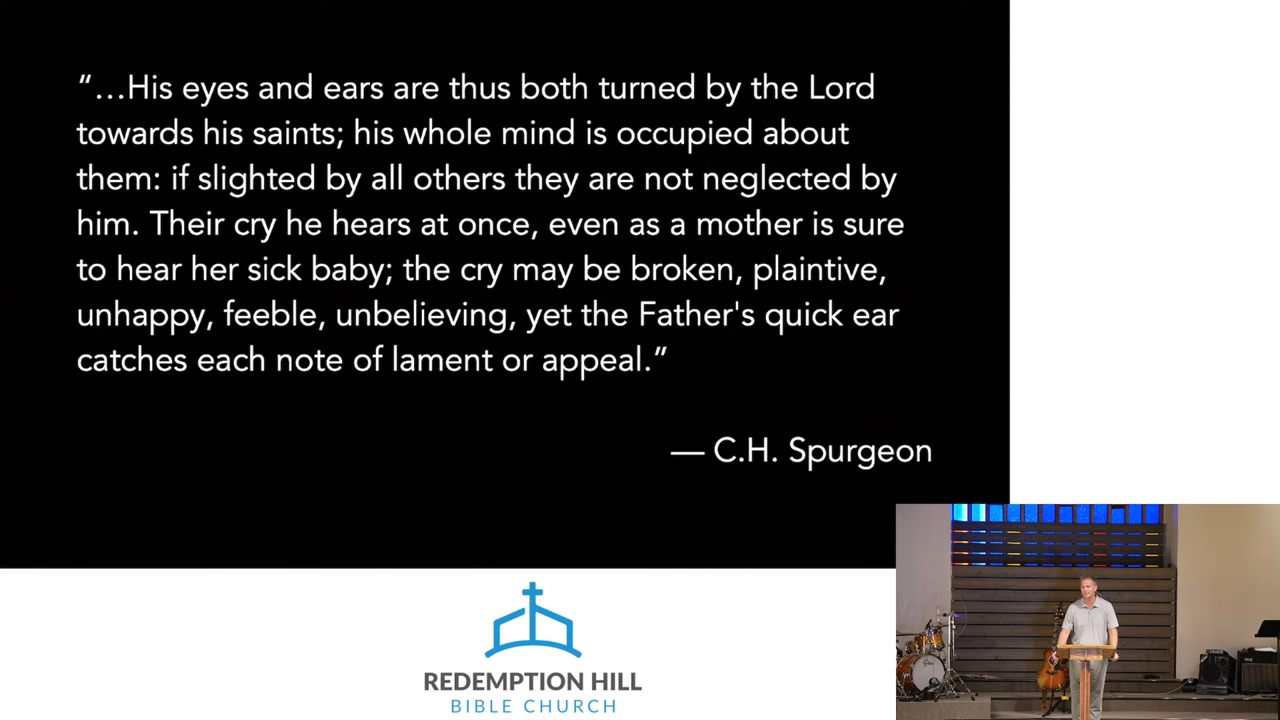 “…His eyes and ears are thus both turned by the Lord
towards his saints; his whole mind is occupied about
them: if slighted by all others they are not neglected by
him. Their cry he hears at once, even as a mother is sure
to hear her sick baby; the cry may be broken, plaintive,
unhappy, feeble, unbelieving, yet the Father's quick ear
catches each note of lament or appeal.”
— C.H. Spurgeon
REDEMPTION HILL
BIBLE CHURCH